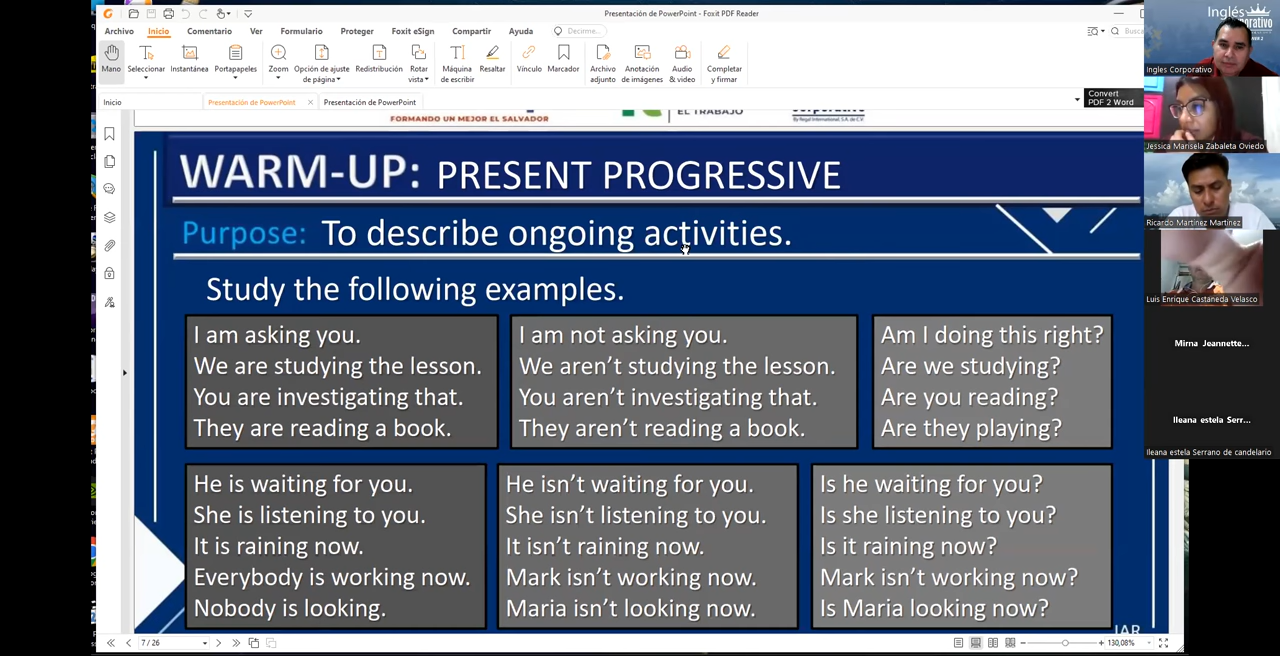 Presentación de PowerPoint - Foxit PDF Reader
Archivo Inicio Comentario Ver Formulario Proteger Foxit eSign Compartir Ayuda Decirme...
Mano
Seleccionar
Instantánea
Portapapeles
Zoom
Opción de ajuste
de página
Redistribución
Rotar
vista
Máquina
de escribir
Resaltar
Vínculo
Marcador
Archivo
adjunto
Anotación
de imágenes
Audio
& video
Completar
y firmar
Inicio
Presentación de PowerPoint
Presentación de PowerPoint
Convert
PDF 2 Word
FORMANDO UN MEJOR EL SALVADOR
EL TRABAJO
WARM-UP: PRESENT PROGRESSIVE
Purpose: To describe ongoing activities.
Study the following examples.
I am asking you.
We are studying the lesson.
You are investigating that.
They are reading a book.
I am not asking you.
We aren't studying the lesson.
You aren't investigating that.
They aren't reading a book.
Am I doing this right?
Are we studying?
Are you reading?
Are they playing?
He is waiting for you.
She is listening to you.
It is raining now.
Everybody is working now.
Nobody is looking.
He isn't waiting for you.
She isn't listening to you.
It isn't raining now.
Mark isn't working now.
Maria isn't looking now.
Is he waiting for you?
Is she listening to you?
Is it raining now?
Mark isn't working now?
Is Maria looking now?
7 / 26
130,08%
Inglés
Ingles Corporativo
Jessica Marisela Zabaleta Oviedo
Ricardo Martinez Martinez
Luis Enrique Castaneda Velasco
Mirna Jeannette...
Ileana estela Serr...
Ileana estela Serrano de candelario